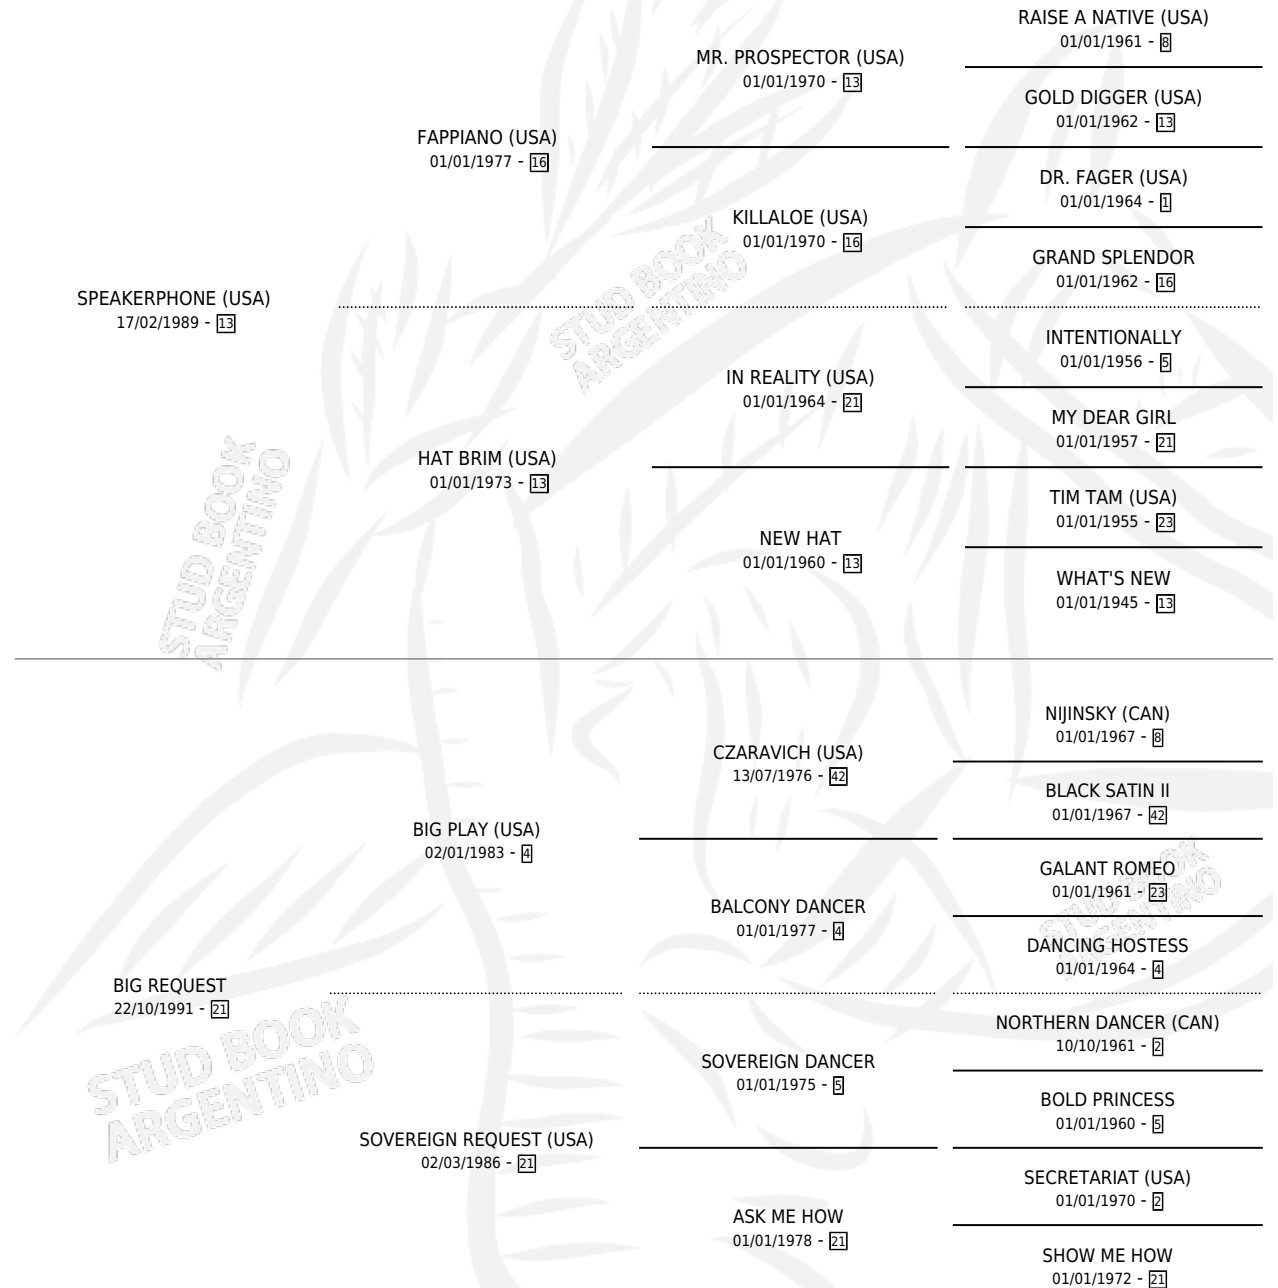 RAISE A NATIVE (USA)
01/01/1961 - 8
MR. PROSPECTOR (USA)
01/01/1970 - 13
GOLD DIGGER (USA)
01/01/1962 - 13
FAPPIANO (USA)
01/01/1977 - 16
DR. FAGER (USA)
01/01/1964 - 1
KILLALOE (USA)
01/01/1970 - 16
GRAND SPLENDOR
01/01/1962 - 16
SPEAKERPHONE (USA)
17/02/1989 - 13
STUD BOOK
ARGENTINO
INTENTIONALLY
01/01/1956 - 5
IN REALITY (USA)
01/01/1964 - 21
MY DEAR GIRL
01/01/1957 - 21
HAT BRIM (USA)
01/01/1973 - 13
TIM TAM (USA)
01/01/1955 - 23
NEW HAT
01/01/1960 - 13
WHAT'S NEW
01/01/1945 - 13
STUD BOOK
ARGENTINO
NIJINSKY (CAN)
01/01/1967 - 8
CZARAVICH (USA)
13/07/1976 - 42
BLACK SATIN II
01/01/1967 - 42
BIG PLAY (USA)
02/01/1983 - 4
GALANT ROMEO
01/01/1961 - 23
BALCONY DANCER
01/01/1977 - 4
DANCING HOSTESS
01/01/1964 - 4
STUD BOOK
ARGENTINO
BIG REQUEST
22/10/1991 - 21
NORTHERN DANCER (CAN)
10/10/1961 - 2
SOVEREIGN DANCER
01/01/1975 - 5
BOLD PRINCESS
01/01/1960 - 5
STUD BOOK
ARGENTINO
SOVEREIGN REQUEST (USA)
02/03/1986 - 21
SECRETARIAT (USA)
01/01/1970 - 2
ASK ME HOW
01/01/1978 - 21
SHOW ME HOW
01/01/1972 - 21